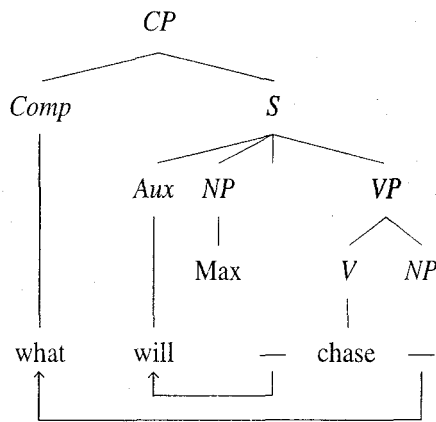 CP
Comp S
Aux NP VP
Max V NP
what will — chase —